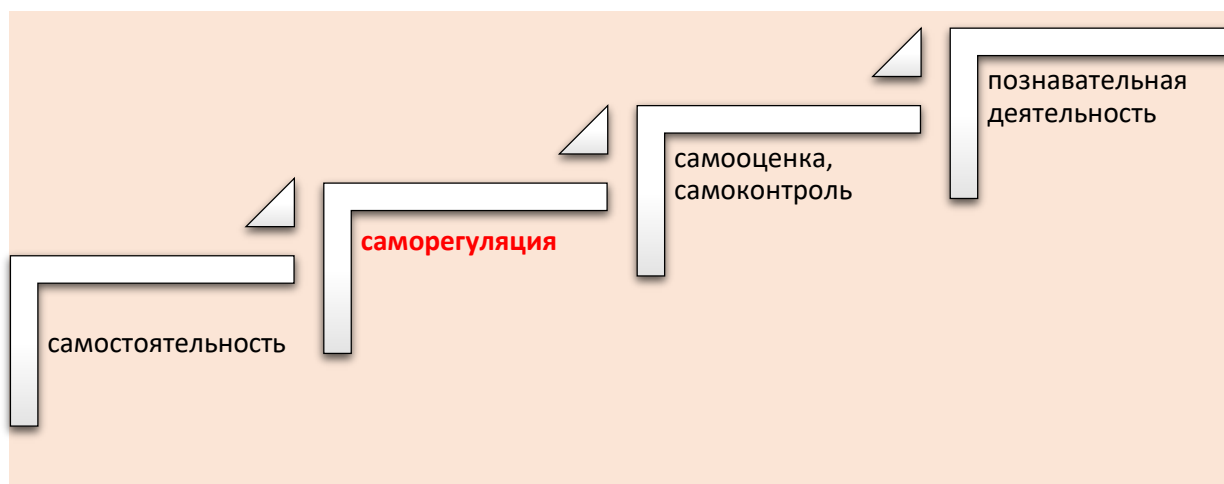 познавательная
деятельность
самооценка,
самоконтроль
саморегуляция
самостоятельность